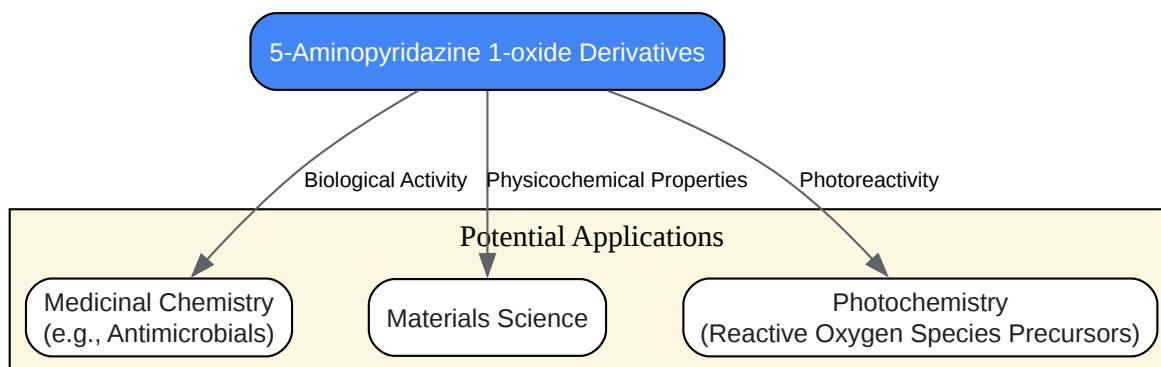 5-Aminopyridazine 1-oxide Derivatives
Biological Activity
Physicochemical Properties
Photoreactivity
Potential Applications
Medicinal Chemistry
(e.g., Antimicrobials)
Materials Science
Photochemistry
(Reactive Oxygen Species Precursors)